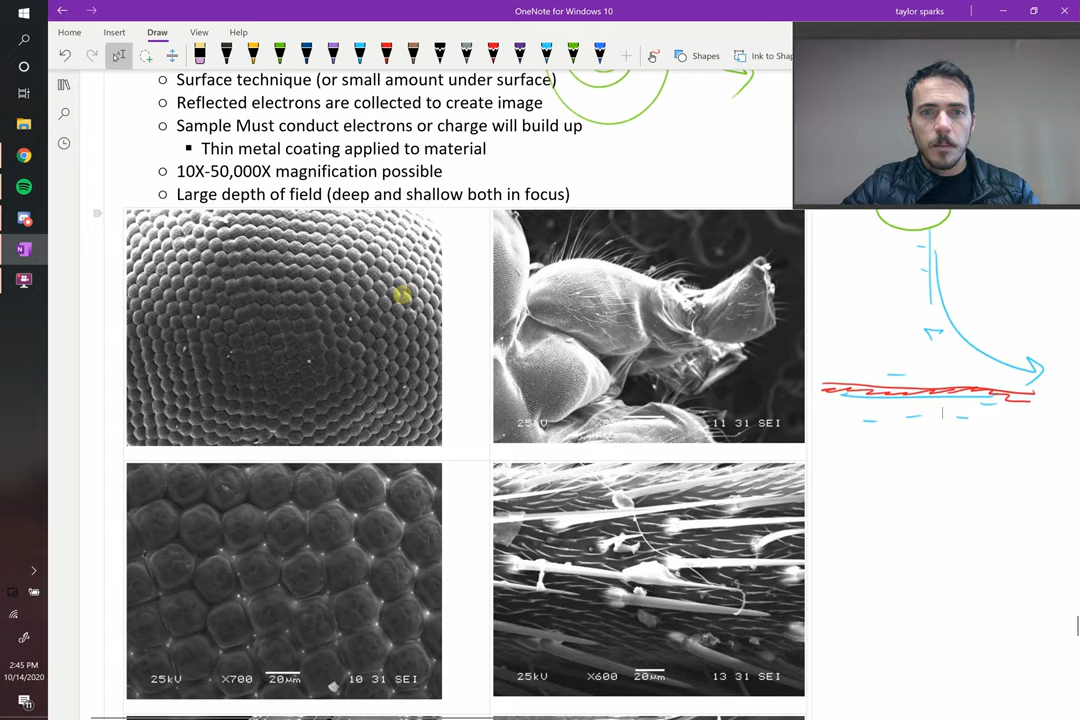 OneNote for Windows 10
taylor sparks
Home Insert Draw View Help
Shapes
Ink to Shap
Surface technique (or small amount under surface)
Reflected electrons are collected to create image
Sample Must conduct electrons or charge will build up
Thin metal coating applied to material
10X-50,000X magnification possible
Large depth of field (deep and shallow both in focus)
11 31 SEI
25kV X700 20µm 10 31 SEI
25kV X600 20µm 13 31 SEI
2:45 PM
10/14/2020